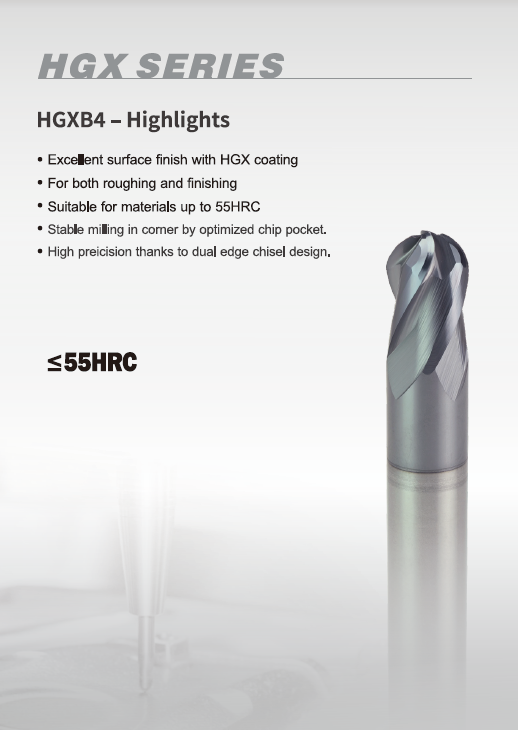 HGX SERIES
HGXB4 – Highlights
• Excellent surface finish with HGX coating
• For both roughing and finishing
• Suitable for materials up to 55HRC
• Stable milling in corner by optimized chip pocket.
• High preicision thanks to dual edge chisel design.
≤55HRC